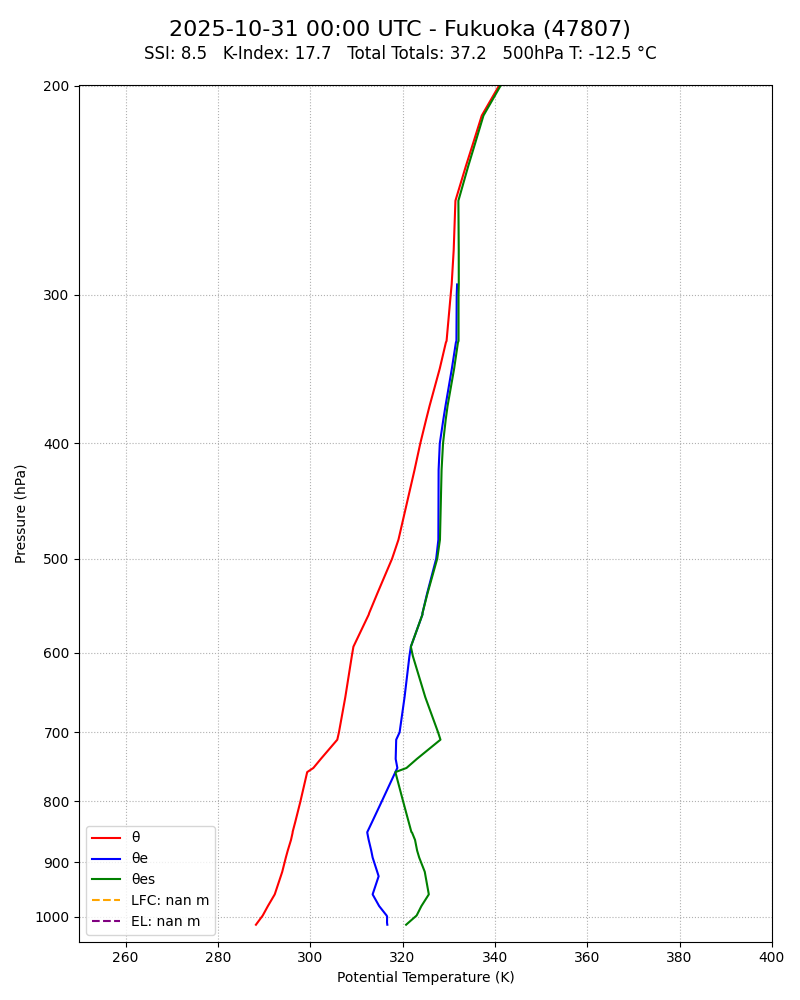 2025-10-31 00:00 UTC - Fukuoka (47807)
SSI: 8.5 K-Index: 17.7 Total Totals: 37.2 500hPa T: -12.5 °C
200
300
400
500
600
700
800
900
1000
Pressure (hPa)
θ
θe
θes
LFC: nan m
EL: nan m
260 280 300 320 340 360 380 400
Potential Temperature (K)